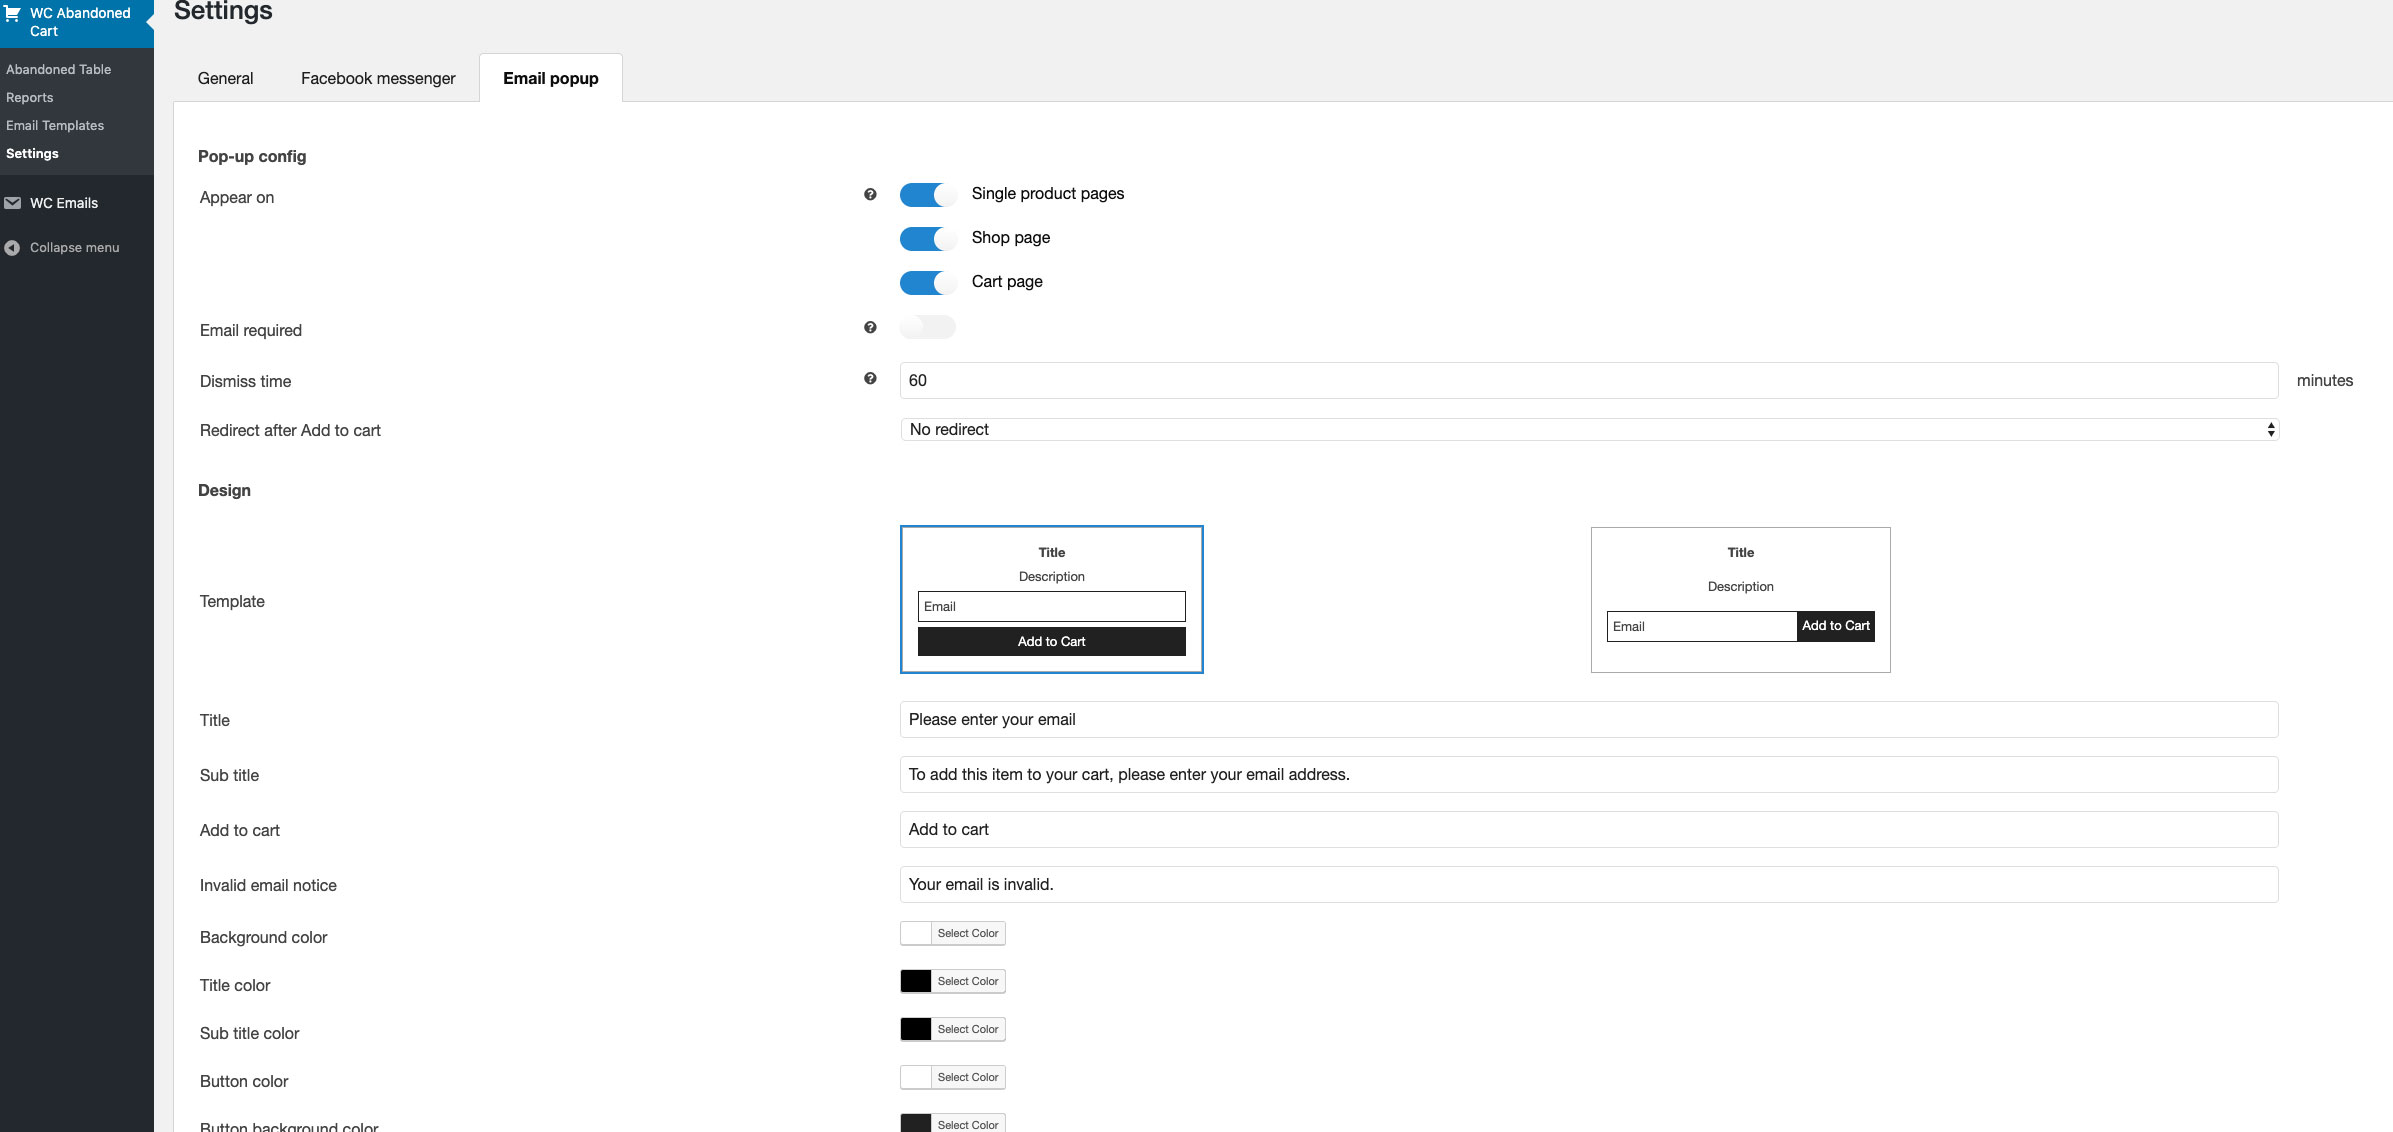 WC Abandoned
Cart
Abandoned Table
Reports
Email Templates
Settings
WC Emails
Collapse menu
Settings
General
Facebook messenger
Email popup
Pop-up config
Appear on
Single product pages
Shop page
Cart page
Email required
Dismiss time
60
minutes
Redirect after Add to cart
No redirect
Design
Template
Title
Description
Email
Add to Cart
Title
Description
Email
Add to Cart
Title
Please enter your email
Sub title
To add this item to your cart, please enter your email address.
Add to cart
Add to cart
Invalid email notice
Your email is invalid.
Background color
Select Color
Title color
Select Color
Sub title color
Select Color
Button color
Select Color
Button background color
Select Color